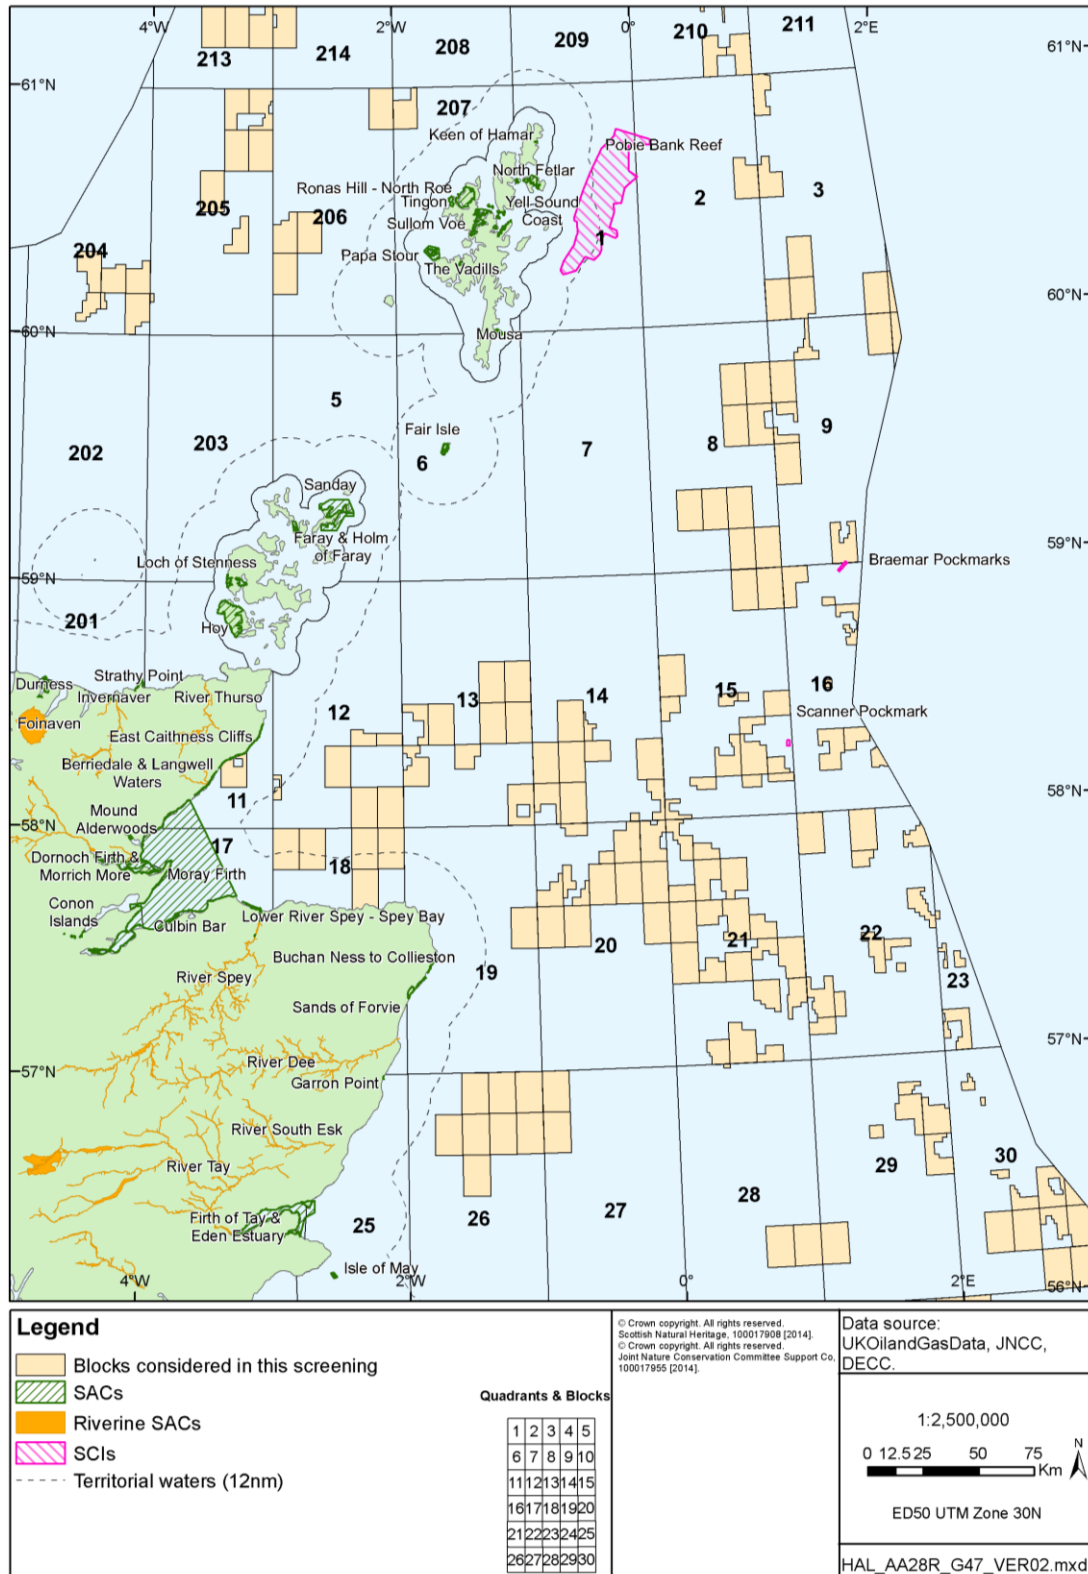 4°W
2°W
0°
2°E
213
214
208
209
210
211
61°N
61°N
207
Keen of Hamar
Pobie Bank Reef
North Fetlar
Ronas Hill - North Roe
Tingon
Yell Sound
Coast
2
3
205
206
Sullom Voe
1
204
Papa Stour
The Vadills
60°N
60°N
Mousa
5
202
203
Fair Isle
6
7
8
9
Sanday
Faray & Holm
of Faray
Loch of Stenness
59°N
59°N
Braemar Pockmarks
201
Hoy
Strathy Point
Durness
Invernaver
River Thurso
Foinaven
12
13
14
15
16
Scanner Pockmark
East Caithness Cliffs
Berriedale & Langwell
Waters
11
58°N
58°N
Mound
Alderwoods
17
Dornoch Firth &
Morrich More
Moray Firth
18
Conon
Islands
Culbin Bar
Lower River Spey - Spey Bay
Buchan Ness to Collieston
19
20
21
22
23
River Spey
Sands of Forvie
57°N
57°N
River Dee
Garron Point
River South Esk
River Tay
29
30
28
27
26
25
Firth of Tay &
Eden Estuary
Isle of May
4°W
2°W
0°
2°E
56°N
Legend
Blocks considered in this screening
SACs
Riverine SACs
SCIs
Territorial waters (12nm)
Quadrants & Blocks
1 2 3 4 5
6 7 8 9 10
11 12 13 14 15
16 17 18 19 20
21 22 23 24 25
26 27 28 29 30
© Crown copyright. All rights reserved.
Scottish Natural Heritage, 100017908 [2014].
© Crown copyright. All rights reserved.
Joint Nature Conservation Committee Support Co,
100017955 [2014].
Data source:
UKOilandGasData, JNCC,
DECC.
1:2,500,000
0 12.5 25 50 75
Km
N
ED50 UTM Zone 30N
HAL_AA28R_G47_VER02.mxd